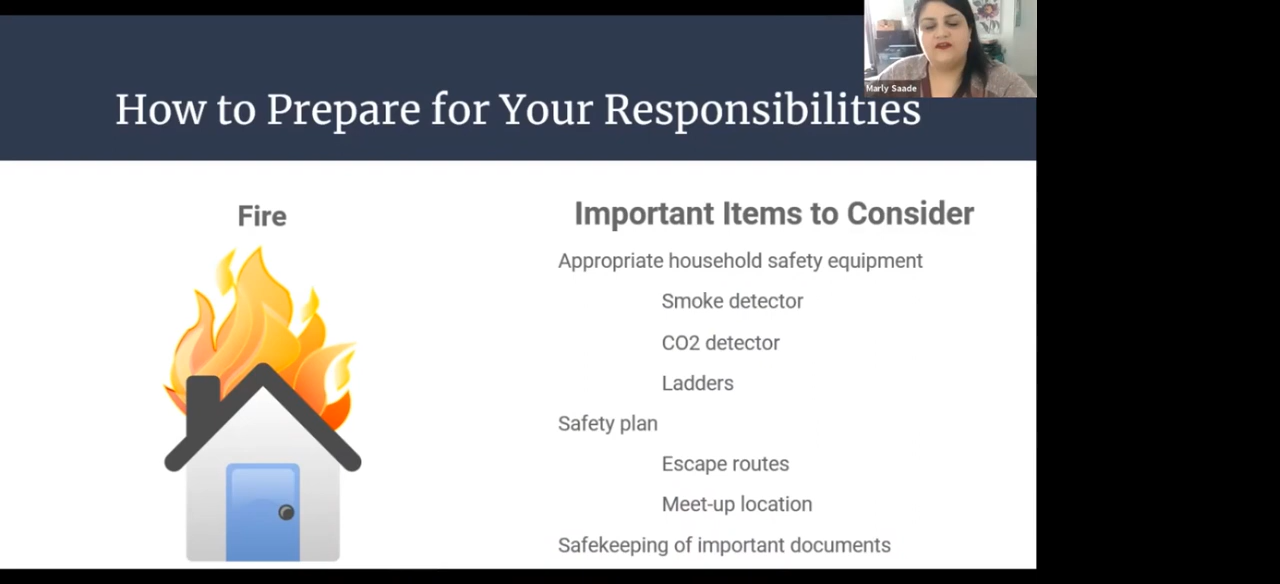 Marly Saade
How to Prepare for Your Responsibilities
Fire
Important Items to Consider
Appropriate household safety equipment
Smoke detector
CO2 detector
Ladders
Safety plan
Escape routes
Meet-up location
Safekeeping of important documents